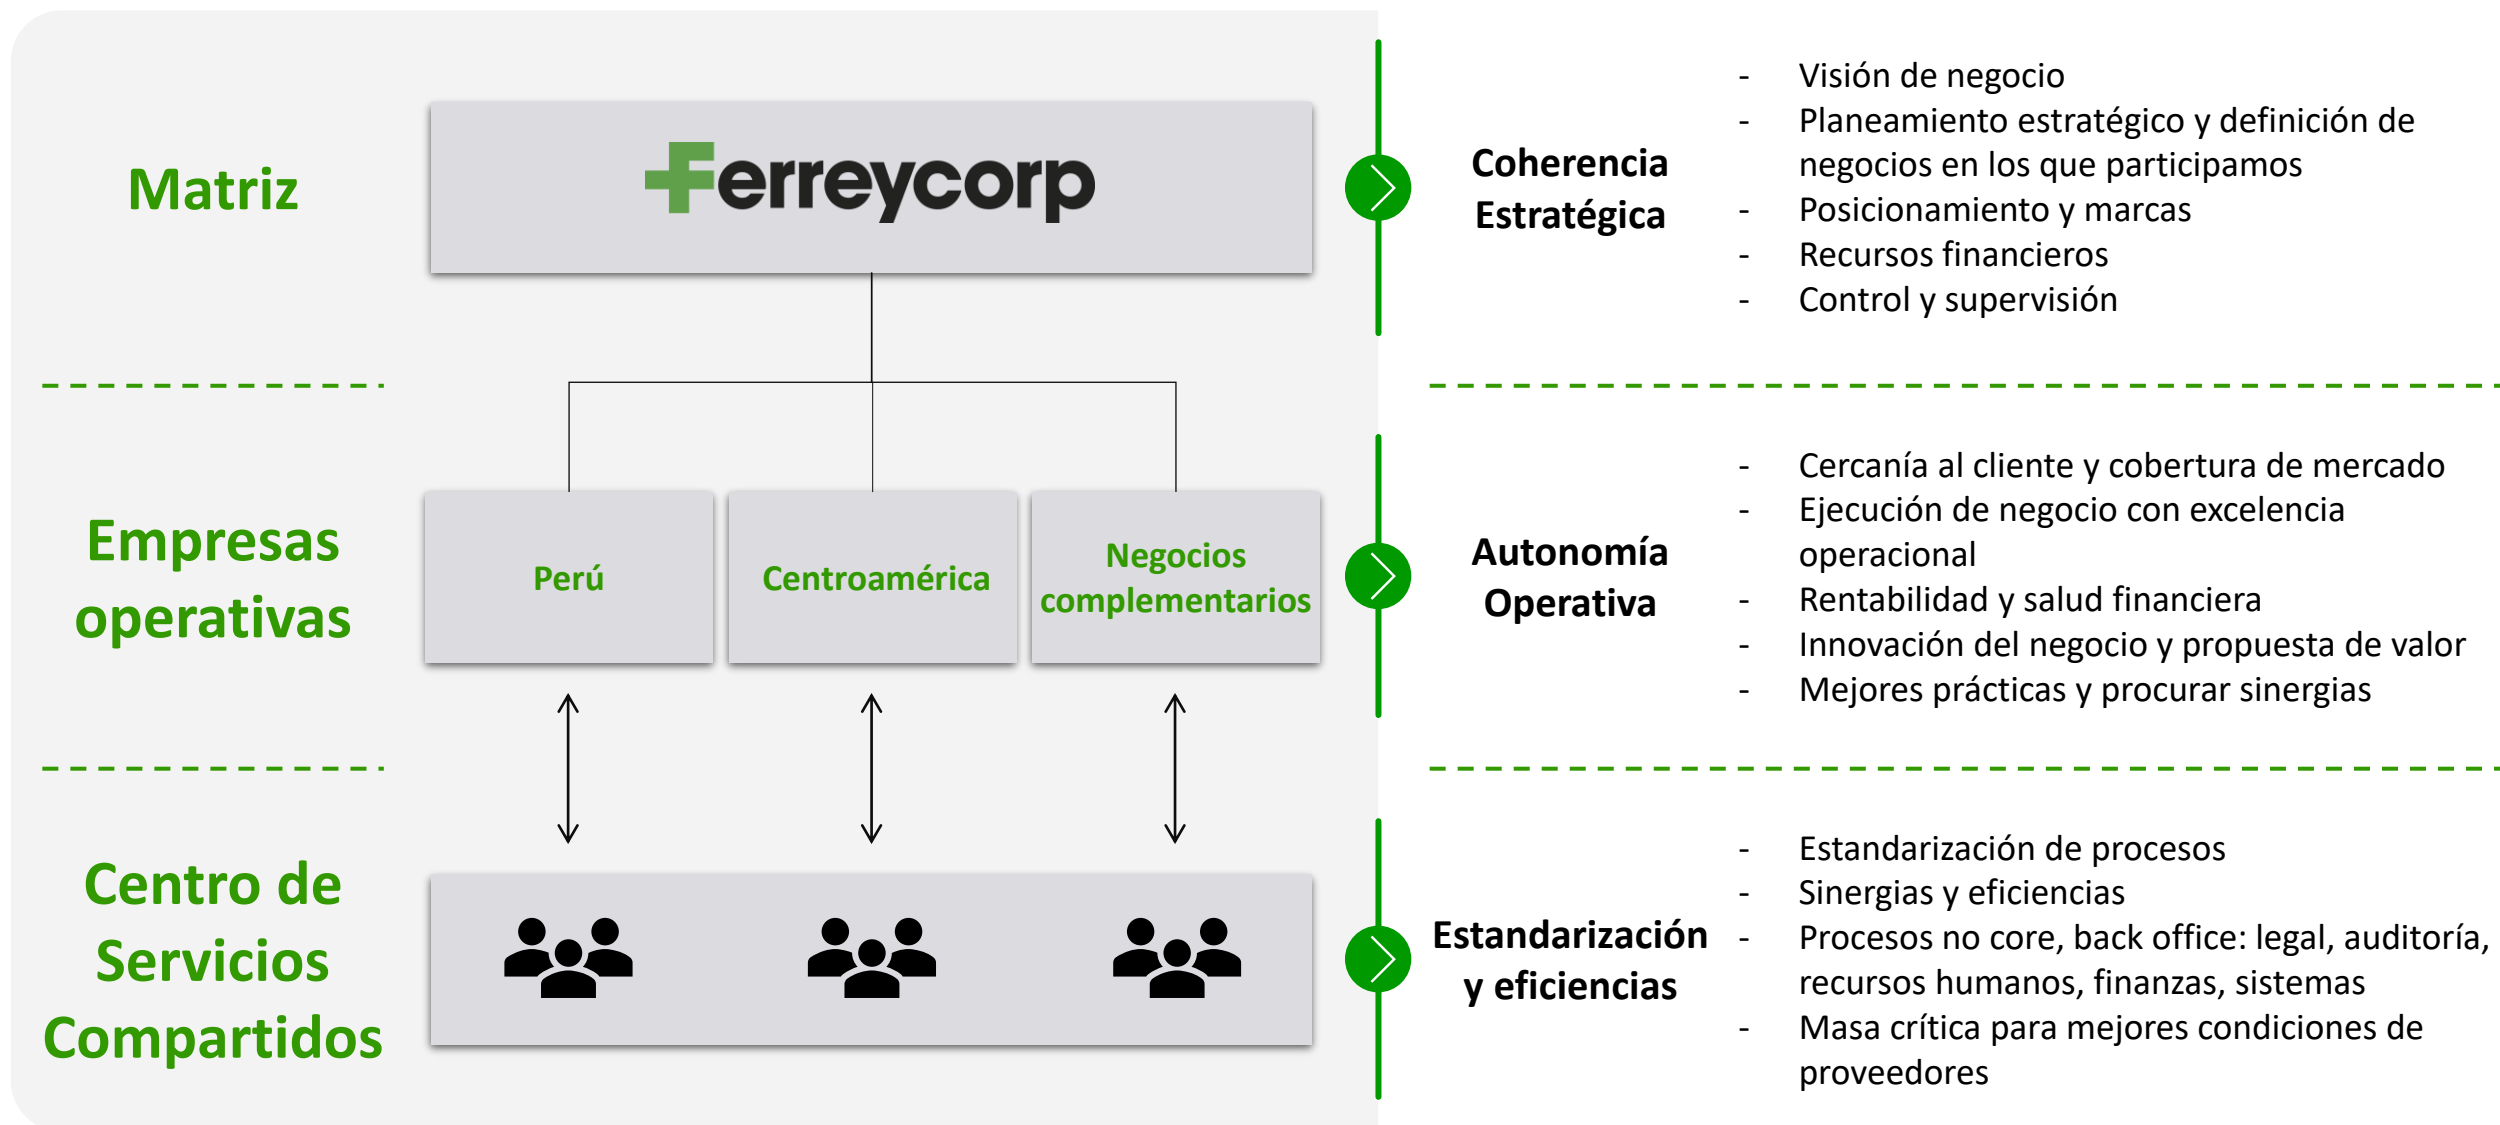 Matriz
Ferreycorp
Coherencia
Estratégica
- Visión de negocio
- Planeamiento estratégico y definición de
negocios en los que participamos
- Posicionamiento y marcas
- Recursos financieros
- Control y supervisión
Empresas
operativas
Perú
Centroamérica
Negocios
complementarios
Autonomía
Operativa
- Cercanía al cliente y cobertura de mercado
- Ejecución de negocio con excelencia
operacional
- Rentabilidad y salud financiera
- Innovación del negocio y propuesta de valor
- Mejores prácticas y procurar sinergias
Centro de
Servicios
Compartidos
Estandarización
y eficiencias
- Estandarización de procesos
- Sinergias y eficiencias
- Procesos no core, back office: legal, auditoría,
recursos humanos, finanzas, sistemas
- Masa crítica para mejores condiciones de
proveedores